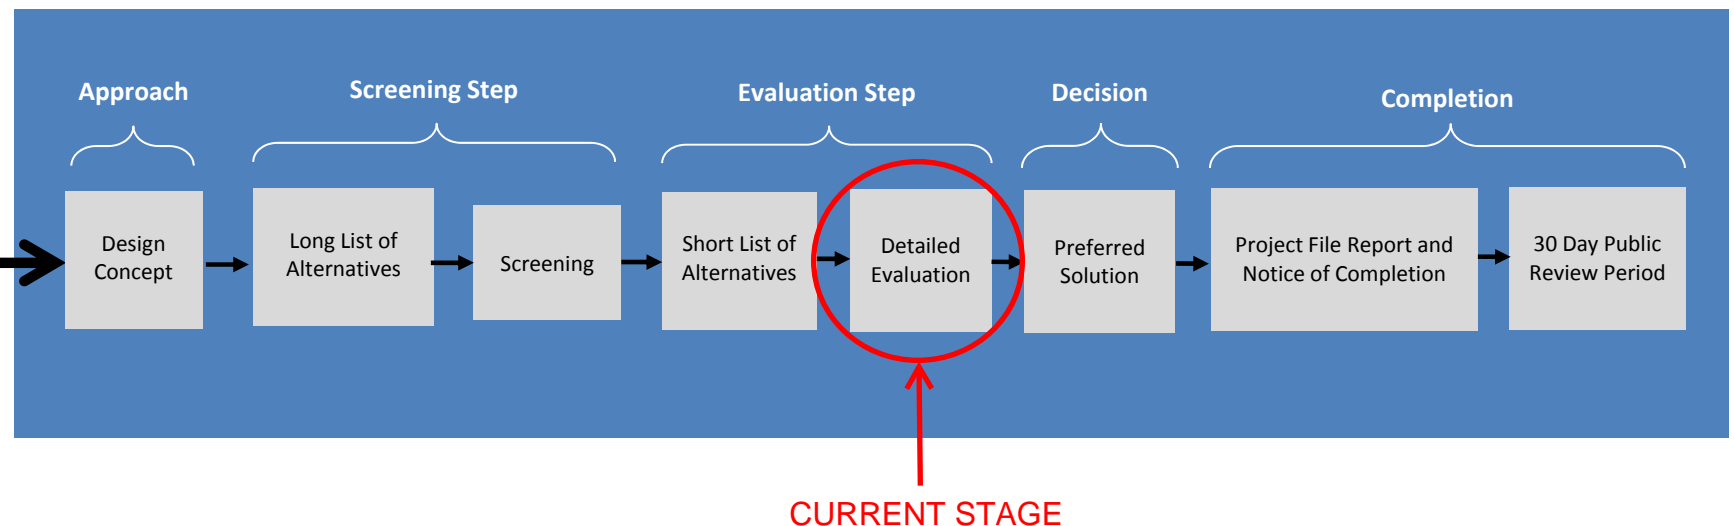 Approach
Screening Step
Evaluation Step
Decision
Completion
Design
Concept
Long List of
Alternatives
Screening
Short List of
Alternatives
Detailed
Evaluation
Preferred
Solution
Project File Report and
Notice of Completion
30 Day Public
Review Period
CURRENT STAGE